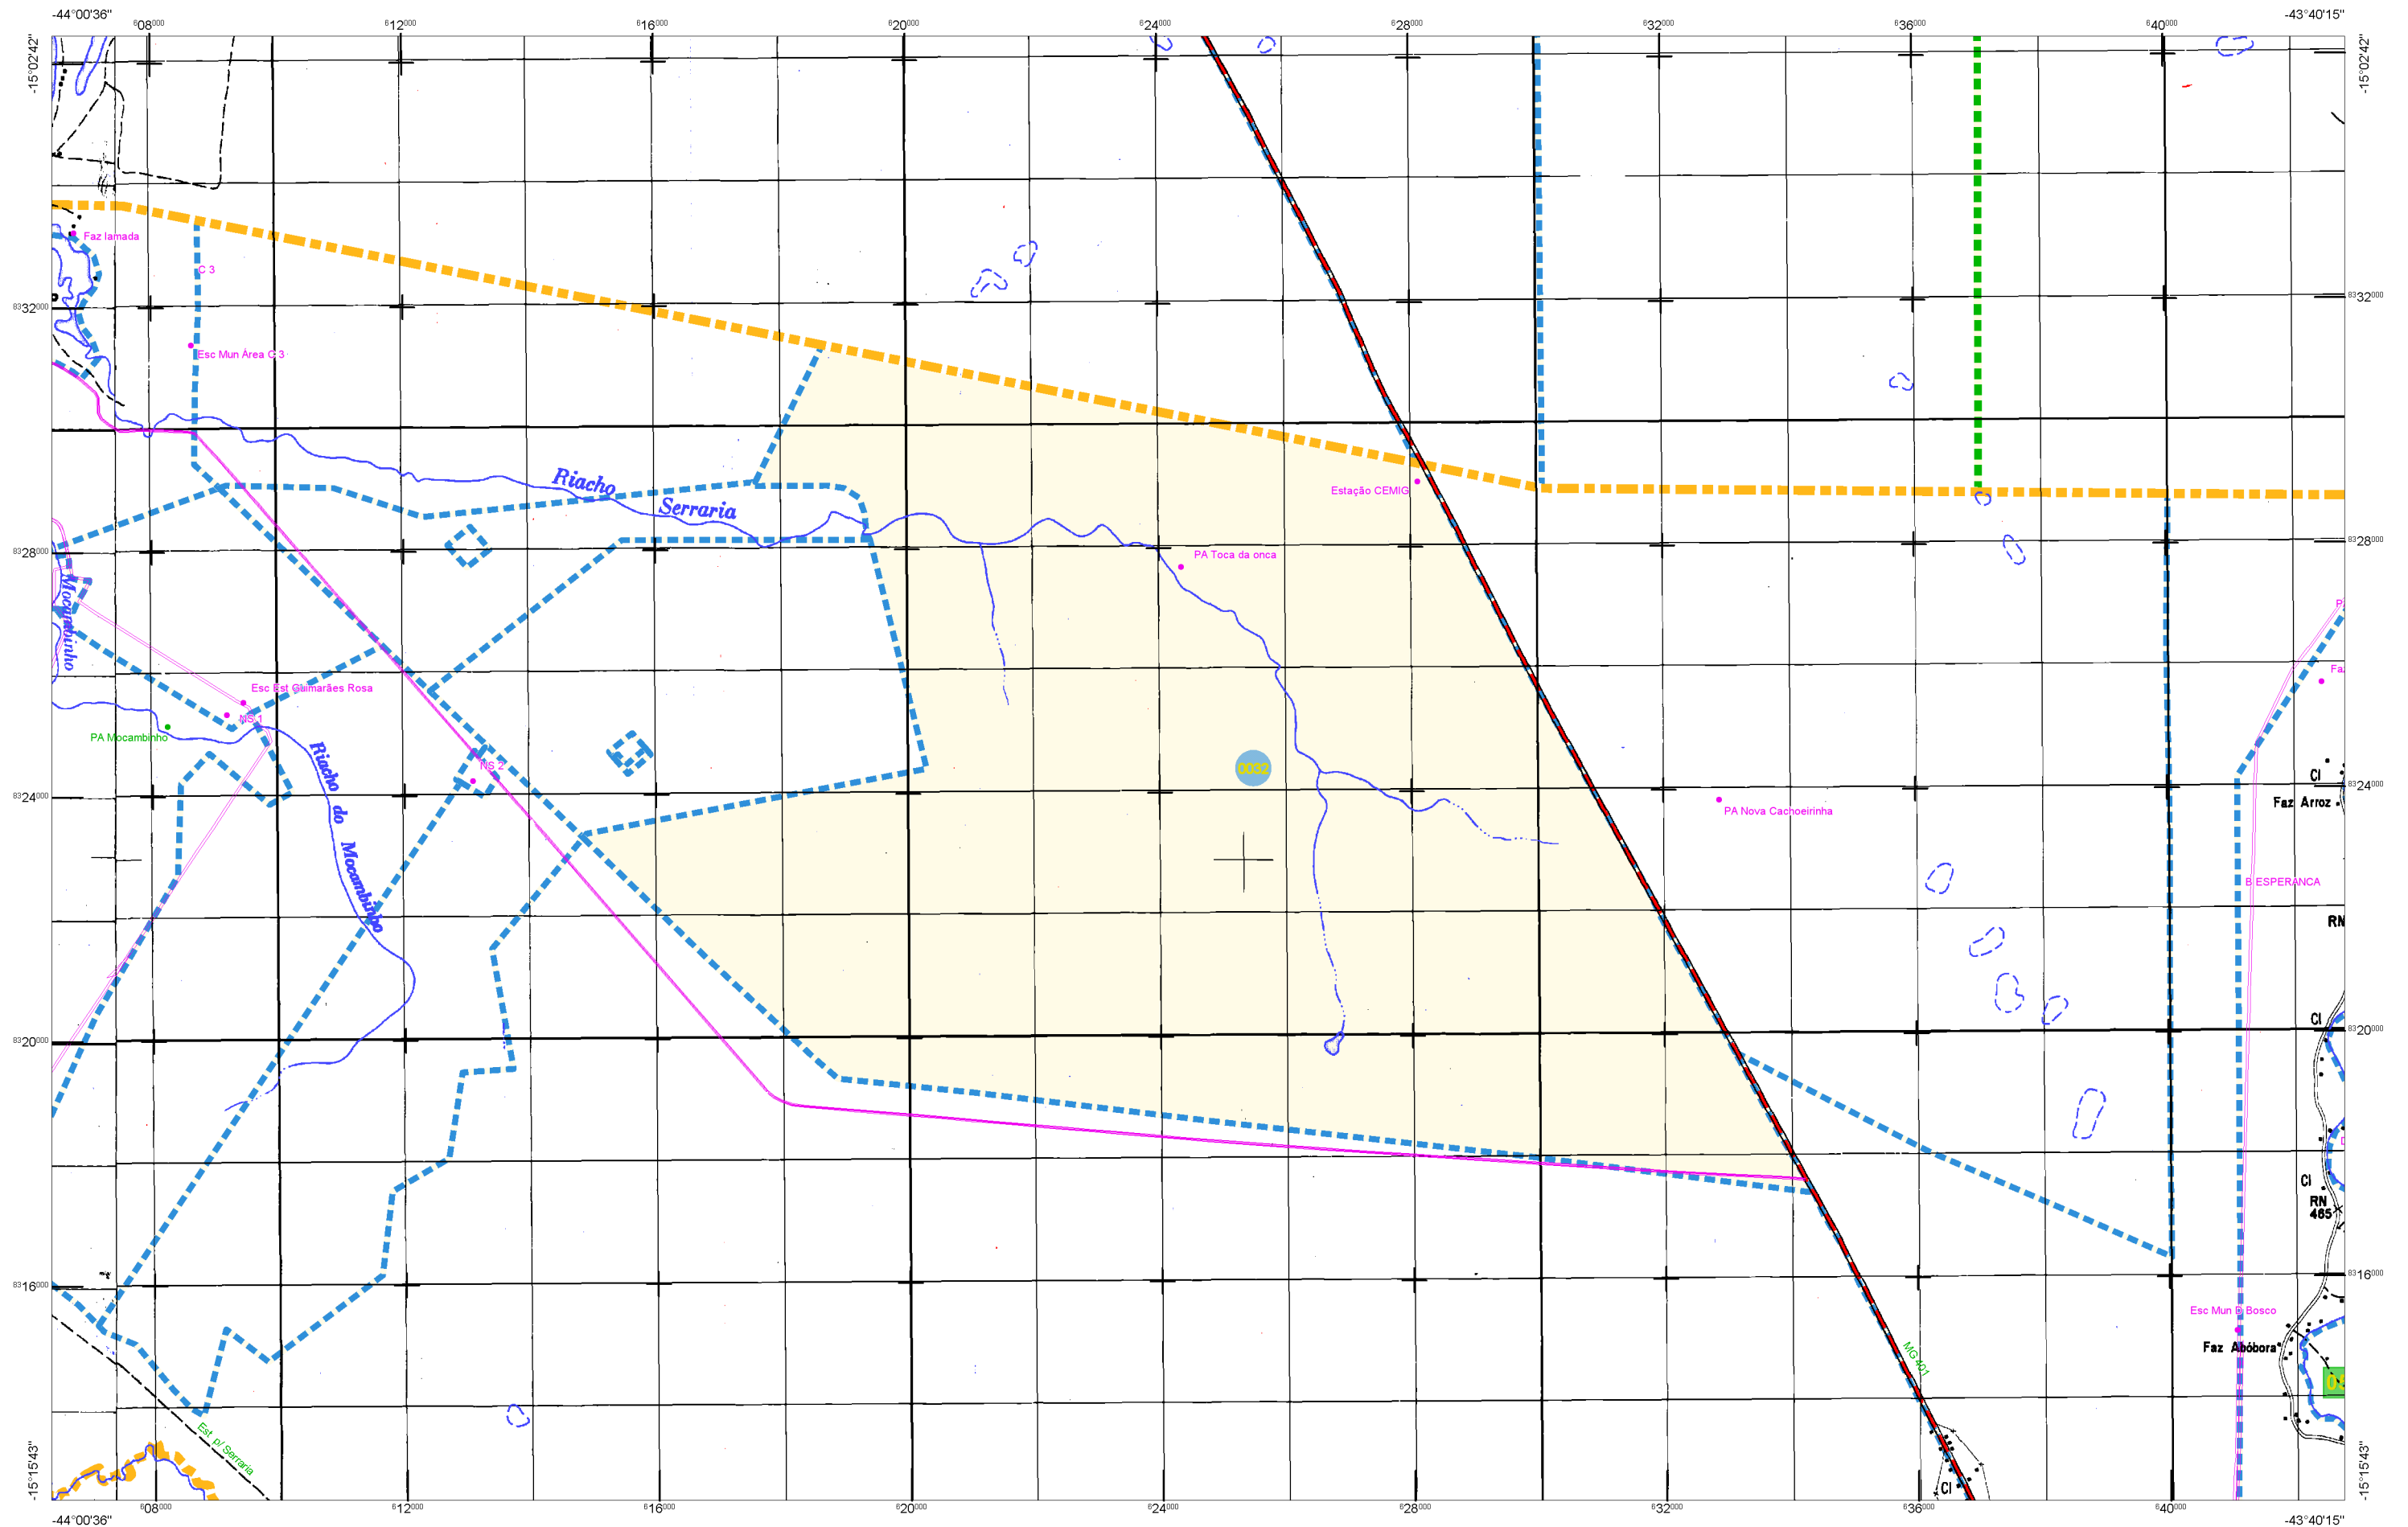 -44°00'36"
608000
612000
616000
620000
624000
628000
632000
636000
640000
-43°40'15"
-15°02'42"
-15°02'42"
Faz Iamada
C 3
8332000
8332000
Esc Mun Área C 3
Riacho
Serraria
Estação CEMIG
8328000
PA Toca da onca
8328000
Mocambinho
Esc Est Guimarães Rosa
NS 1
PA Mocambinho
Riacho do Mocambinho
NS 2
0032
CI
8324000
8324000
Faz Arroz
PA Nova Cachoeirinha
B ESPERANCA
RN
CI
8320000
8320000
CI
RN
465
8316000
8316000
Esc Mun D Bosco
Faz Abóbora
MG 401
Est p/ Serraria
CI
-15°15'43"
-15°15'43"
-44°00'36"
608000
612000
616000
620000
624000
628000
632000
636000
640000
-43°40'15"